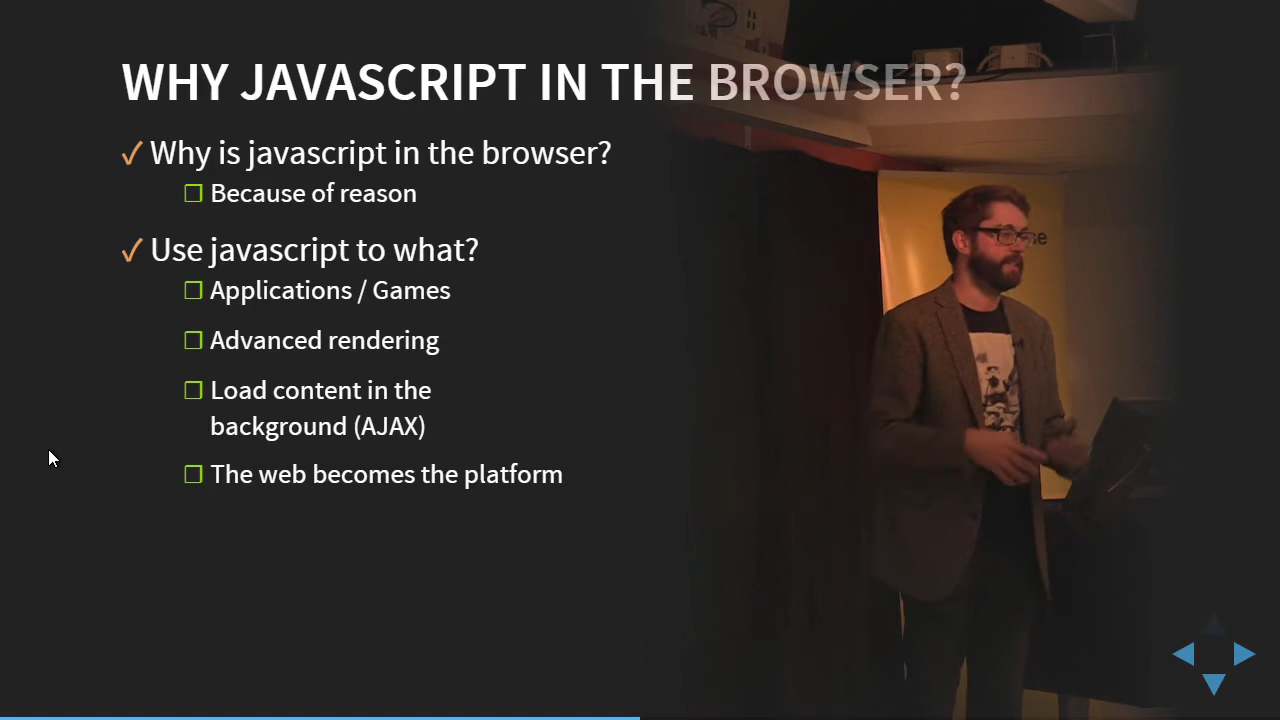 WHY JAVASCRIPT IN THE BROWSER?
Why is javascript in the browser?
Because of reason
Use javascript to what?
Applications / Games
Advanced rendering
Load content in the
background (AJAX)
The web becomes the platform